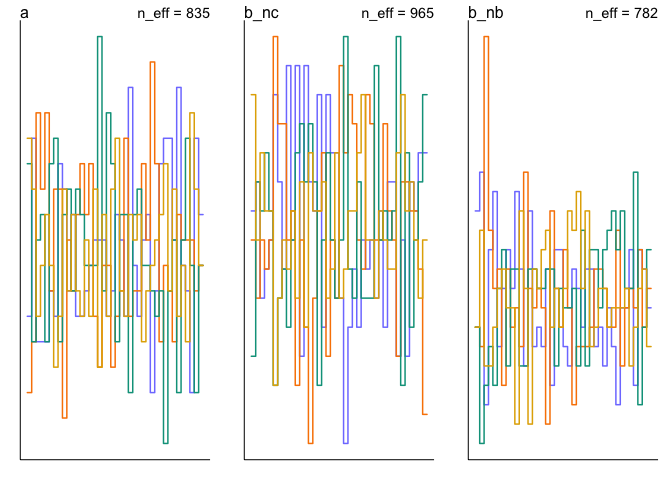 a n_eff = 835
b_nc n_eff = 965
b_nb n_eff = 782